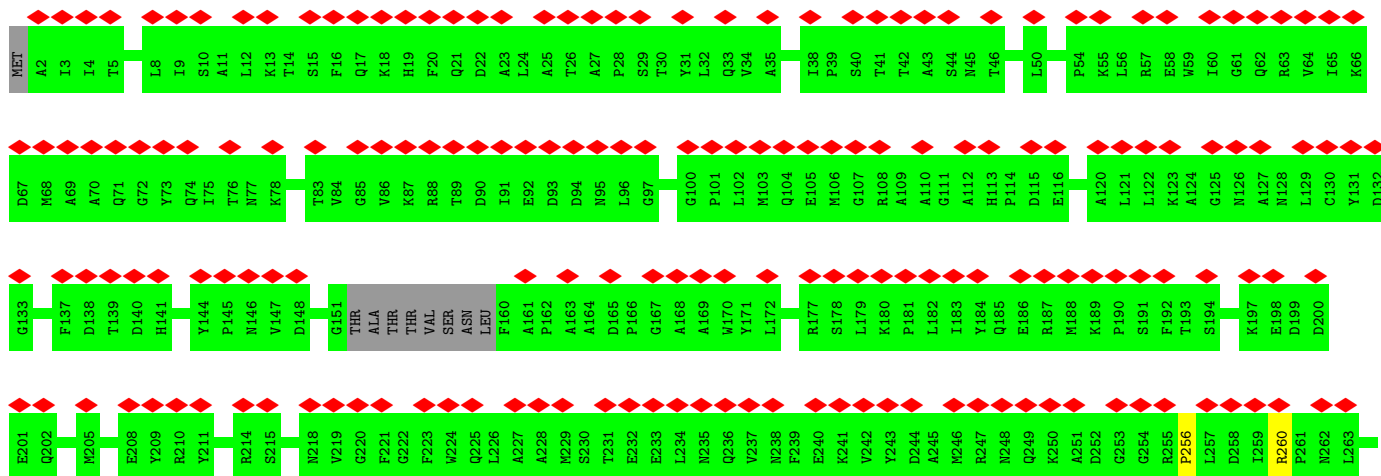 MET A2 I3 I4 T5 L8 I9 S10 A11 L12 K13 T14 S15 F16 Q17 K18 H19 F20 Q21 D22 A23 L24 A25 T26 A27 P28 S29 T30 Y31 L32 Q33 V34 A35 I38 P39 S40 T41 T42 A43 S44 N45 T46 L50 P54 K55 L56 R57 E58 W59 I60 G61 Q62 R63 V64 I65 K66
D67 M68 A69 A70 Q71 G72 Y73 Q74 I75 T76 N77 K78 T83 V84 G85 V86 K87 R88 T89 D90 I91 E92 D93 D94 N95 L96 G97 G100 P101 L102 M103 Q104 E105 M106 G107 R108 A109 A110 G111 A112 H113 P114 D115 E116 A120 L121 L122 K123 A124 G125 N126 A127 N128 L129 C130 Y131 D132
G133 F137 D138 T139 D140 H141 Y144 P145 N146 V147 D148 G151 THR ALA THR THR VAL SER ASN LEU F160 A161 P162 A163 A164 D165 P166 G167 A168 A169 W170 Y171 L172 R177 S178 L179 K180 P181 L182 I183 Y184 Q185 E186 R187 M188 K189 P190 S191 F192 T193 S194 K197 E198 D199 D200
E201 Q202 M205 E208 Y209 R210 Y211 R214 S215 N218 V219 G220 F221 G222 F223 W224 Q225 L226 A227 A228 M229 S230 T231 E232 E233 L234 N235 Q236 V237 N238 F239 E240 K241 V242 Y243 D244 A245 M246 R247 N248 Q249 K250 A251 D252 G253 G254 R255 P256 L257 D258 I259 R260 P261 N262 L263